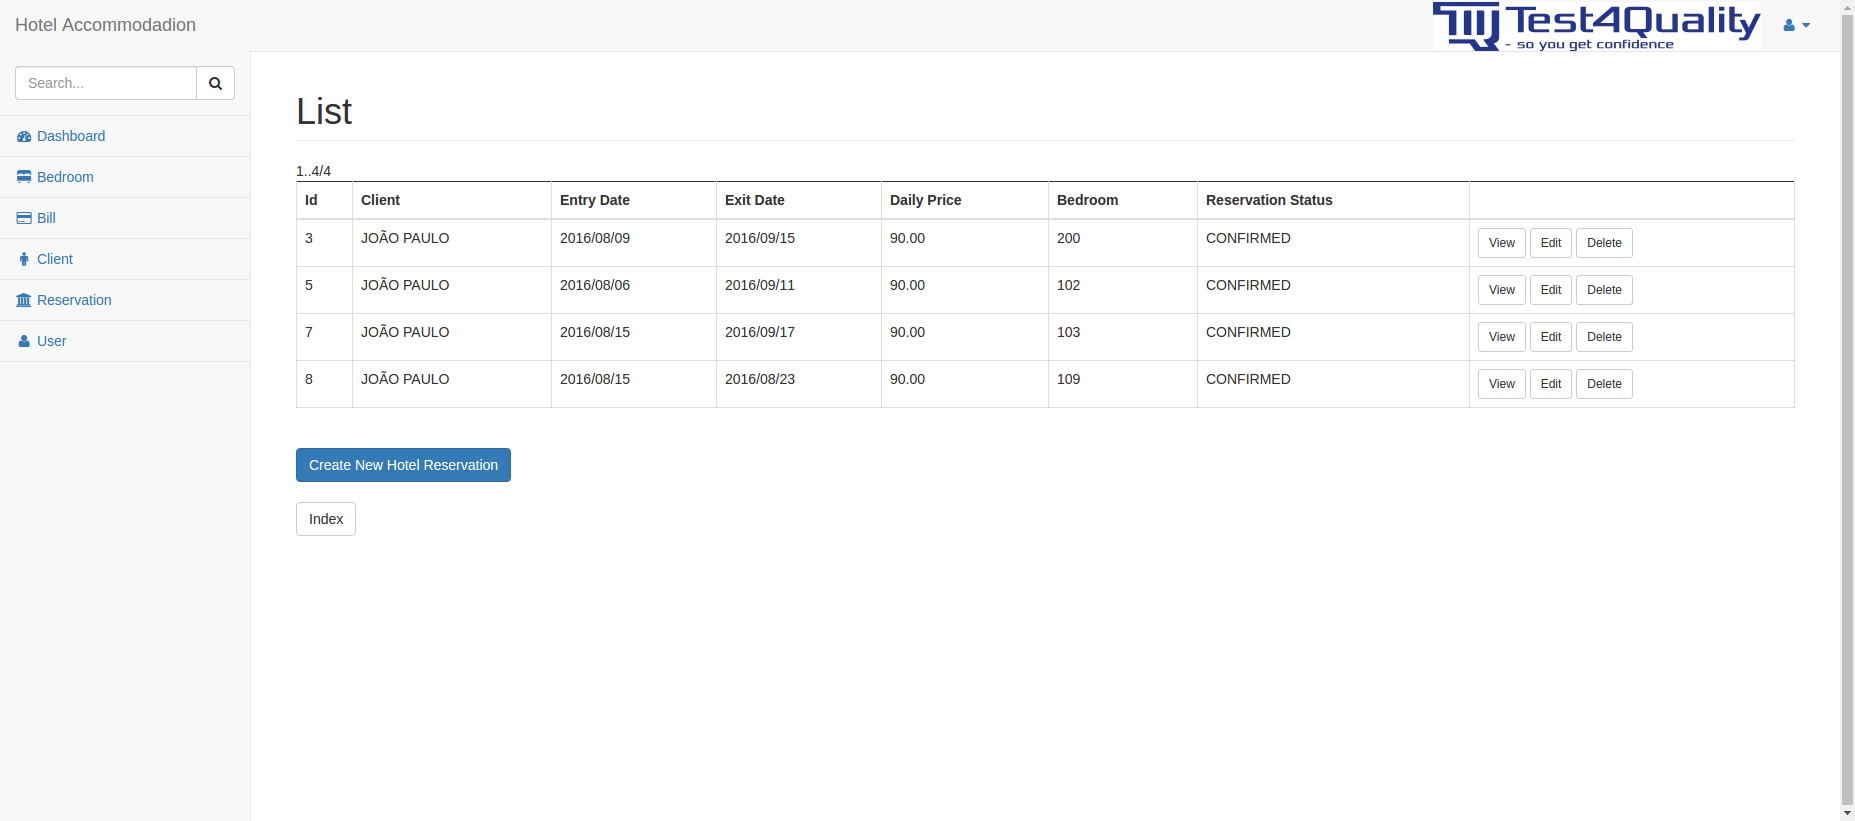 Hotel Accommodadion
Test4Quality
- so you get confidence
Search...
Dashboard
Bedroom
Bill
Client
Reservation
User
List
1..4/4
Id Client Entry Date Exit Date Daily Price Bedroom Reservation Status
3 JOÃO PAULO 2016/08/09 2016/09/15 90.00 200 CONFIRMED View Edit Delete
5 JOÃO PAULO 2016/08/06 2016/09/11 90.00 102 CONFIRMED View Edit Delete
7 JOÃO PAULO 2016/08/15 2016/09/17 90.00 103 CONFIRMED View Edit Delete
8 JOÃO PAULO 2016/08/15 2016/08/23 90.00 109 CONFIRMED View Edit Delete
Create New Hotel Reservation
Index